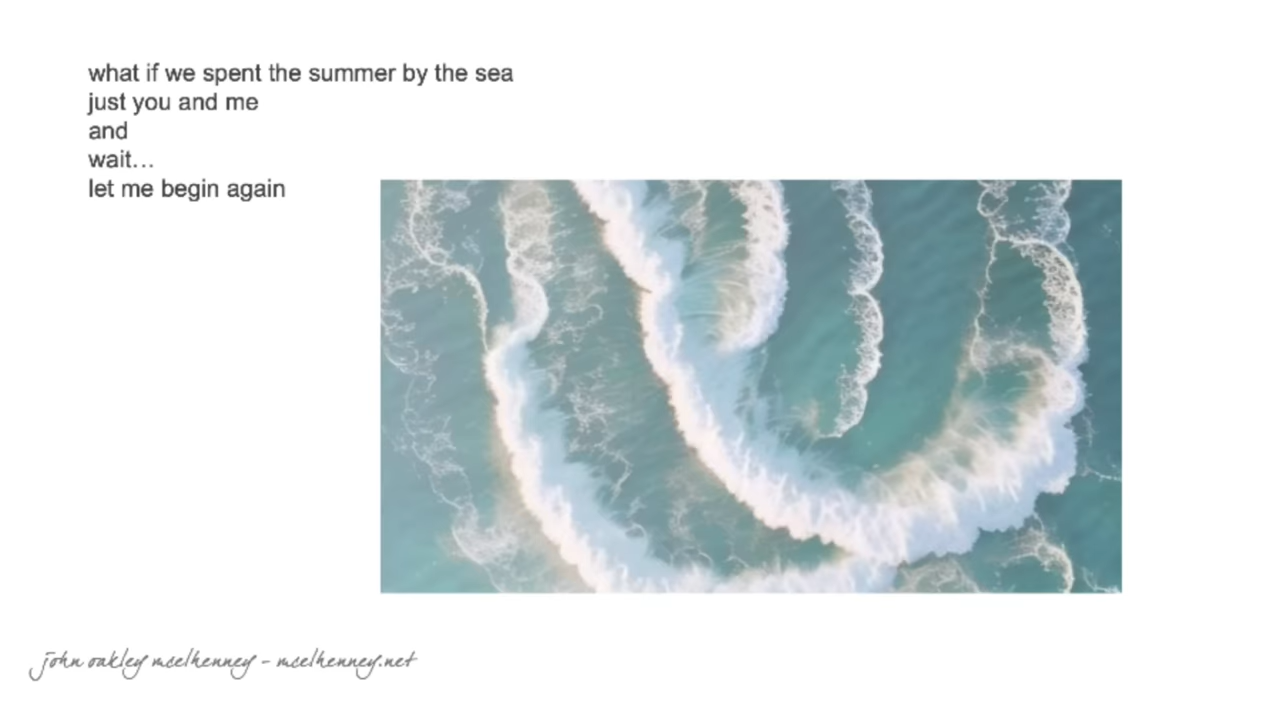 what if we spent the summer by the sea
just you and me
and
wait…
let me begin again
john oakley mcelhenney – mcelhenney.net